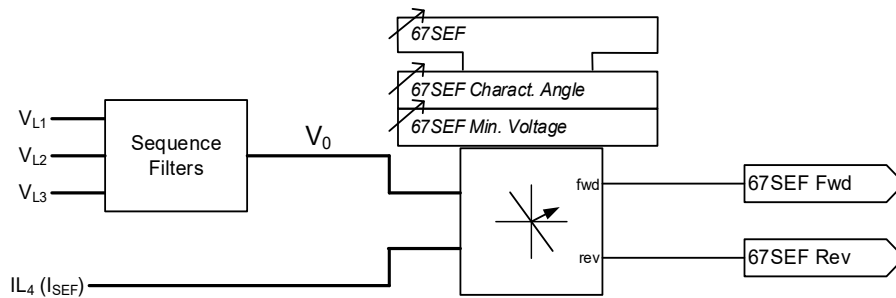 67SEF
67SEF Charact. Angle
67SEF Min. Voltage
VL1
VL2
VL3
Sequence
Filters
V0
fwd
67SEF Fwd
rev
67SEF Rev
IL4 (ISEF)